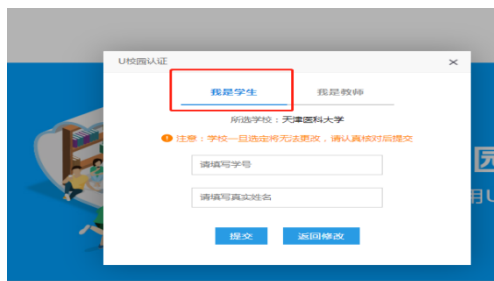 U校园认证 ×
我是学生 我是教师
所选学校：天津医科大学
注意：学校一旦选定将无法更改，请认真核对后提交
请填写学号
请填写真实姓名
提交 返回修改
园
用U